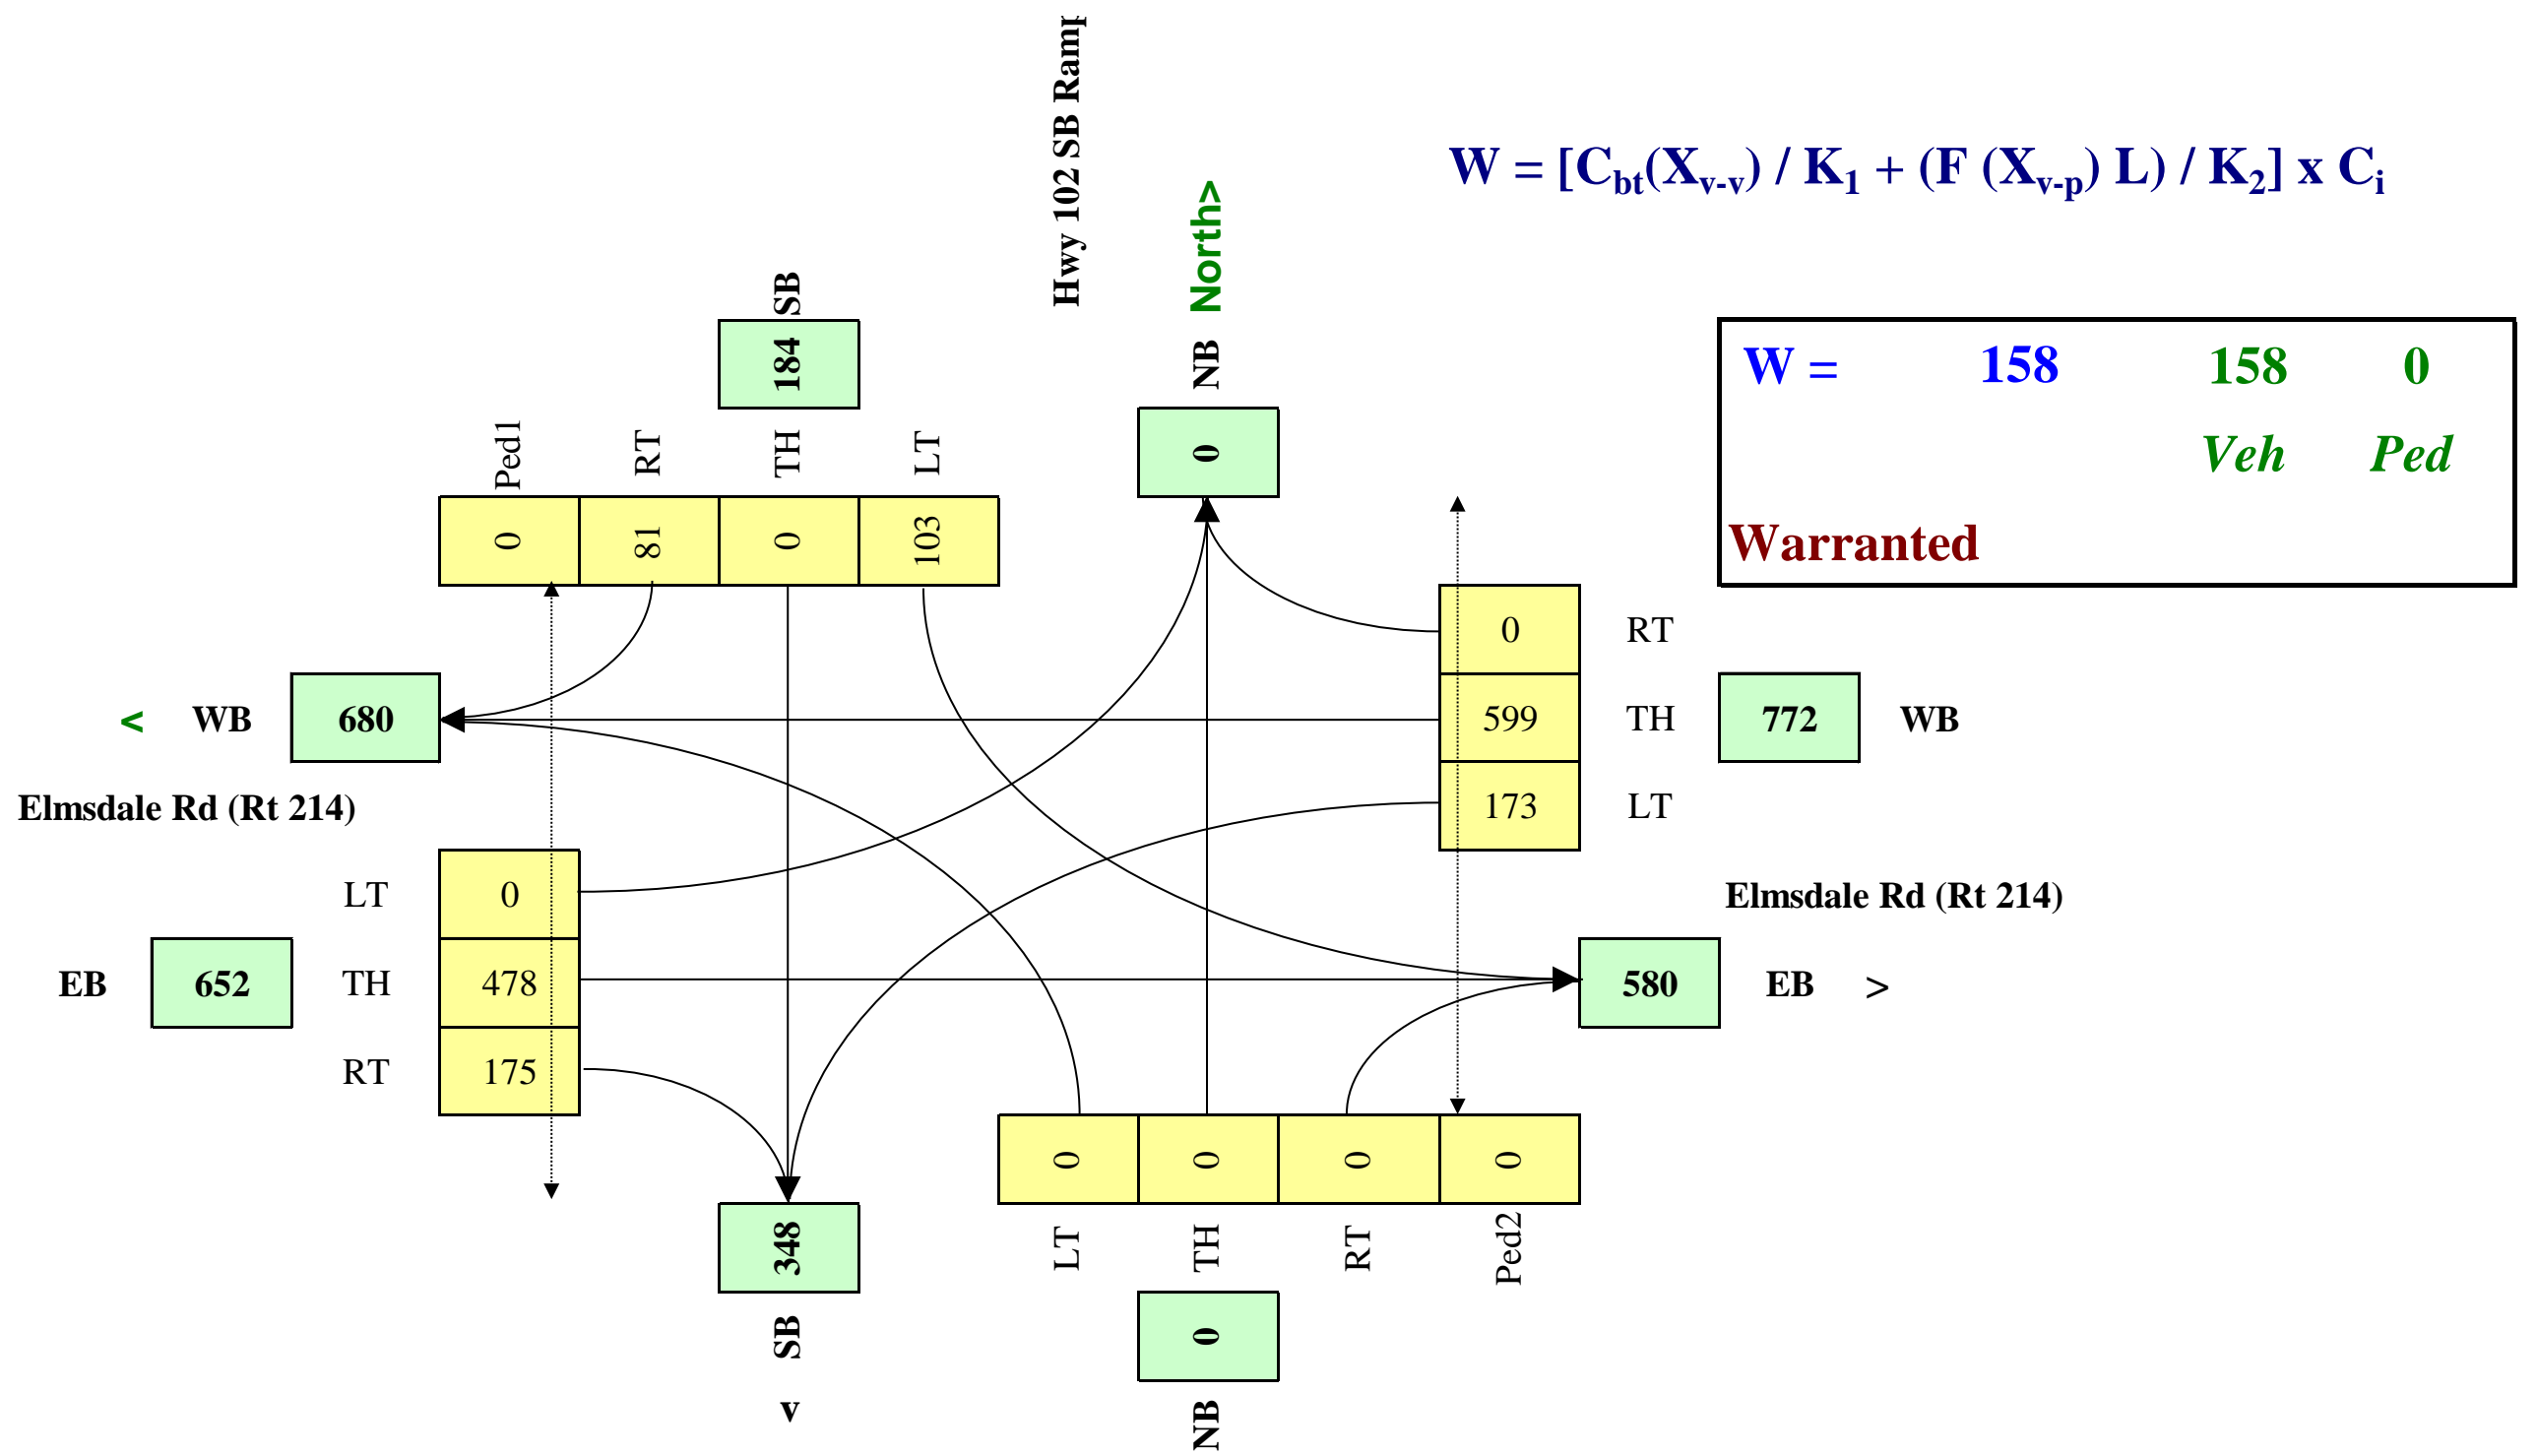 Hwy 102 SB Ramp
W = [Cbt(Xv-v) / K1 + (F (Xv-p) L) / K2] x Ci
North>
SB
184
NB
W = 158 158 0
Veh Ped
Warranted
Ped1 RT TH LT
0
0 81 0 103
0 RT
< WB 680
599 TH 772 WB
Elmsdale Rd (Rt 214)
173 LT
LT 0
Elmsdale Rd (Rt 214)
EB 652 TH 478
580 EB >
RT 175
0 0 0 0
348
LT TH RT Ped2
SB
0
v
NB